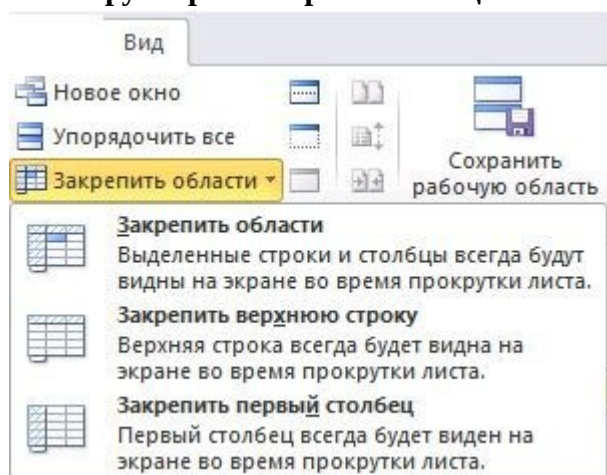 Вид
Новое окно
Упорядочить все
Закрепить области
Сохранить
рабочую область
Закрепить области
Выделенные строки и столбцы всегда будут
видны на экране во время прокрутки листа.
Закрепить верхнюю строку
Верхняя строка всегда будет видна на
экране во время прокрутки листа.
Закрепить первый столбец
Первый столбец всегда будет виден на
экране во время прокрутки листа.